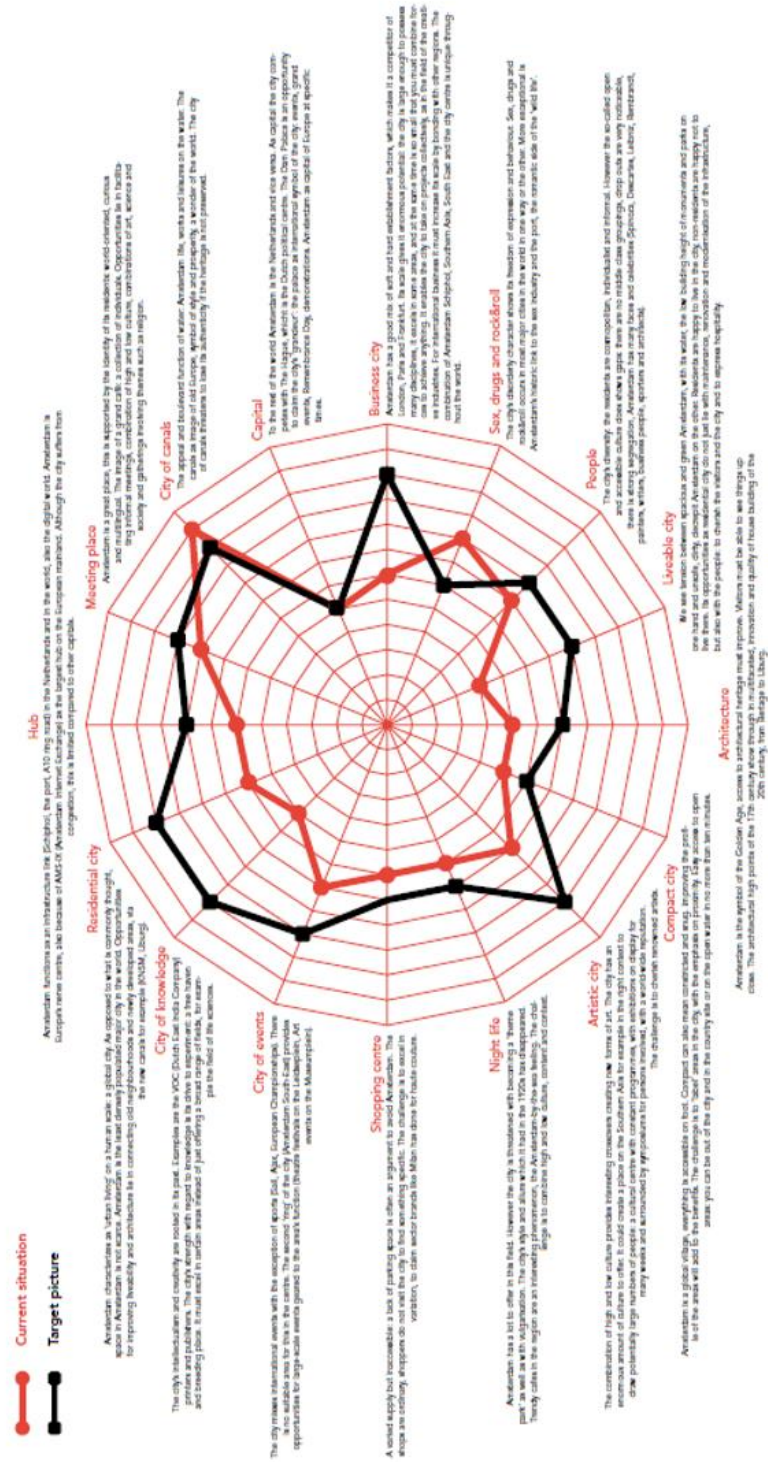 Current situation
Target picture
Hub
Amsterdam functions as an infrastructure link (Schiphol, the port, A10 ring road) in the Netherlands and in the world, also the digital world. Amsterdam is
Europe's nerve centre, also because of AMS-IX (Amsterdam Internet Exchange) as the largest hub on the European mainland. Although the city suffers from
congestion, this is limited compared to other capitals.
Meeting place
Amsterdam is a great place, this is supported by the identity of its residents: world-oriented, curious
and multilingual. The image of a grand café: a collection of individuals. Opportunities lie in facilita-
ting informal meetings, combination of high and low culture, combinations of art, science and
society and gatherings involving themes such as religion.
City of canals
The appeal and boulevard function of water: Amsterdam life, works and leisures on the water. The
canals as image of old Europe, symbol of style and prosperity, a wonder of the world. The city
of canals threatens to lose its authenticity if the heritage is not preserved.
Capital
To the rest of the world Amsterdam is the Netherlands and vice versa. As capital the city com-
petes with The Hague, which is the Dutch political centre. The Dam Palace is an opportunity
to claim the city's 'grandeur': the palace as international symbol of the city: events, grand
events, Remembrance Day, demonstrations. Amsterdam as capital of Europe at specific
times.
Business city
Amsterdam has a good mix of soft and hard establishment factors, which makes it a competitor of
London, Paris and Frankfurt. Its scale gives it enormous potential: the city is large enough to possess
many disciplines, it excels in some areas, and at the same time is so small that you must combine for-
ces to achieve anything. It enables the city to take on projects collectively, as in the field of the creati-
ve industries. For international business it must increase its scale by bonding with other regions. The
combination of Amsterdam Schiphol, Southern Axis, South East and the city centre is unique throug-
hout the world.
Sex, drugs and rock&roll
The city's disorderly character shows its freedom of expression and behaviour. Sex, drugs and
rock&roll occurs in most major cities in the world in one way or the other. More exceptional is
Amsterdam's historic link to the sex industry and the port, the romantic side of the 'wild life'.
People
The city's diversity: the residents are cosmopolitan, individualist and informal. However the so-called open
and accessible culture does shows gaps: there are no middle class groupings, drop outs are very noticeable,
there is strong segregation. Amsterdam has many faces and celebrities (Spinoza, Descartes, Leibniz, Rembrandt,
painters, writers, business people, sporters and architects).
Liveable city
We see tension between spacious and green Amsterdam, with its water, the low building height of monuments and parks on
one hand and unsafe, dirty, decrepit Amsterdam on the other. Residents are happy to live in the city, non-residents are happy not to
live there. Its opportunities as residential city do not just lie with maintenance, renovation and modernisation of the infrastructure,
but also with the people: to cherish the visitors and the city and to express hospitality.
Architecture
Amsterdam is the symbol of the Golden Age, access to architectural heritage must improve. Visitors must be able to see things up
close. The architectural high points of the 17th century show through in multifaceted, innovation and quality of house building of the
20th century, from Berlage to IJburg.
Compact city
Amsterdam is a global village, everything is accessible on foot. Compact can also mean constricted and snug. Improving the profi-
le of the areas will add to the benefits. The challenge is to 'label' areas in the city, with the emphasis on proximity. Easy access to open
areas: you can be out of the city and in the country site or on the open water in no more than ten minutes.
Artistic city
The combination of high and low culture provides interesting crossovers creating new forms of art. The city has an
enormous amount of culture to offer. It could create a place on the Southern Axis for example in the right context to
draw potentially large numbers of people: a cultural centre with constant programmes, with exhibitions on display for
many weeks and surrounded by symposiums for persons involved, with a world-wide reputation.
The challenge is to cherish renowned artists.
Night life
Amsterdam has a lot to offer in this field. However the city is threatened with becoming a 'theme
park' as well as with vulgarisation. The city's style and allure which it had in the 1920s has disappeared.
Trendy cafes in the region are an interesting phenomenon, the Amsterdam-by-the-sea feeling. The chal-
lenge is to combine high and low culture, content and context.
Shopping centre
A varied supply but inaccessible: a lack of parking space is often an argument to avoid Amsterdam. The
shops are ordinary, shoppers do not visit the city to find something specific. The challenge is to excel in
variation, to claim sector brands like Milan has done for haute couture.
City of events
The city misses international events with the exception of sports (Sail, Ajax, European Championships). There
is no suitable area for this in the centre. The second 'ring' of the city (Amsterdam South-East) provides
opportunities for large-scale events geared to the area's function (theatre festivals on the Leidseplein, Art
events on the Museumplein).
City of knowledge
The city's intellectualism and creativity are rooted in its past. Examples are the VOC (Dutch East India Company)
printers and publishers. The city's strength with regard to knowledge is its drive to experiment: a free haven
and breeding place. It must excel in certain areas instead of just offering a broad range of fields, for exam-
ple the field of life sciences.
Residential city
Amsterdam characterizes as 'urban living' on a human scale: a global city. As opposed to what is commonly thought,
space in Amsterdam is not scarce. Amsterdam is the least densely populated major city in the world. Opportunities
for improving liveability and architecture lie in connecting old neighbourhoods and newly developed areas, via
the new canals for example (KNSM, IJburg).